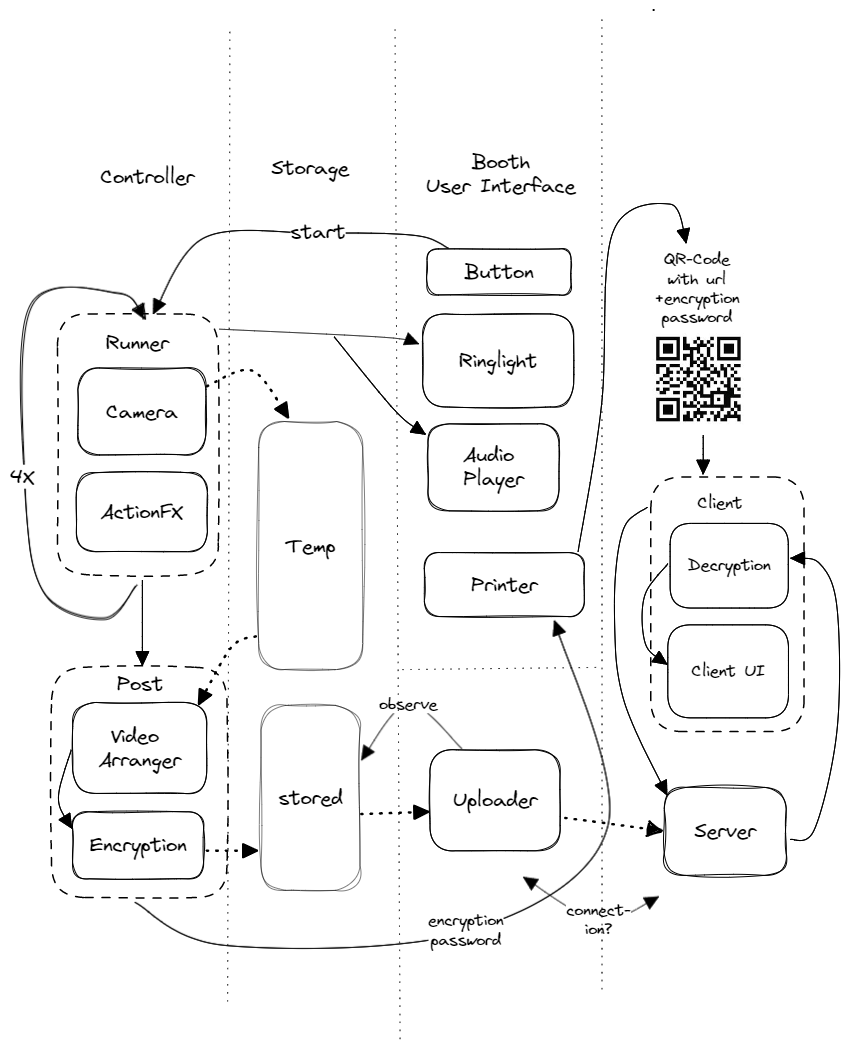 Controller
Storage
Booth
User Interface
start
Button
QR-Code
with url
+encryption
password
Runner
Ringlight
Camera
Audio
Player
4x
ActionFX
Client
Temp
Decryption
Printer
Client UI
Post
observe
Video
Arranger
stored
Uploader
Server
Encryption
encryption
password
connect-
ion?